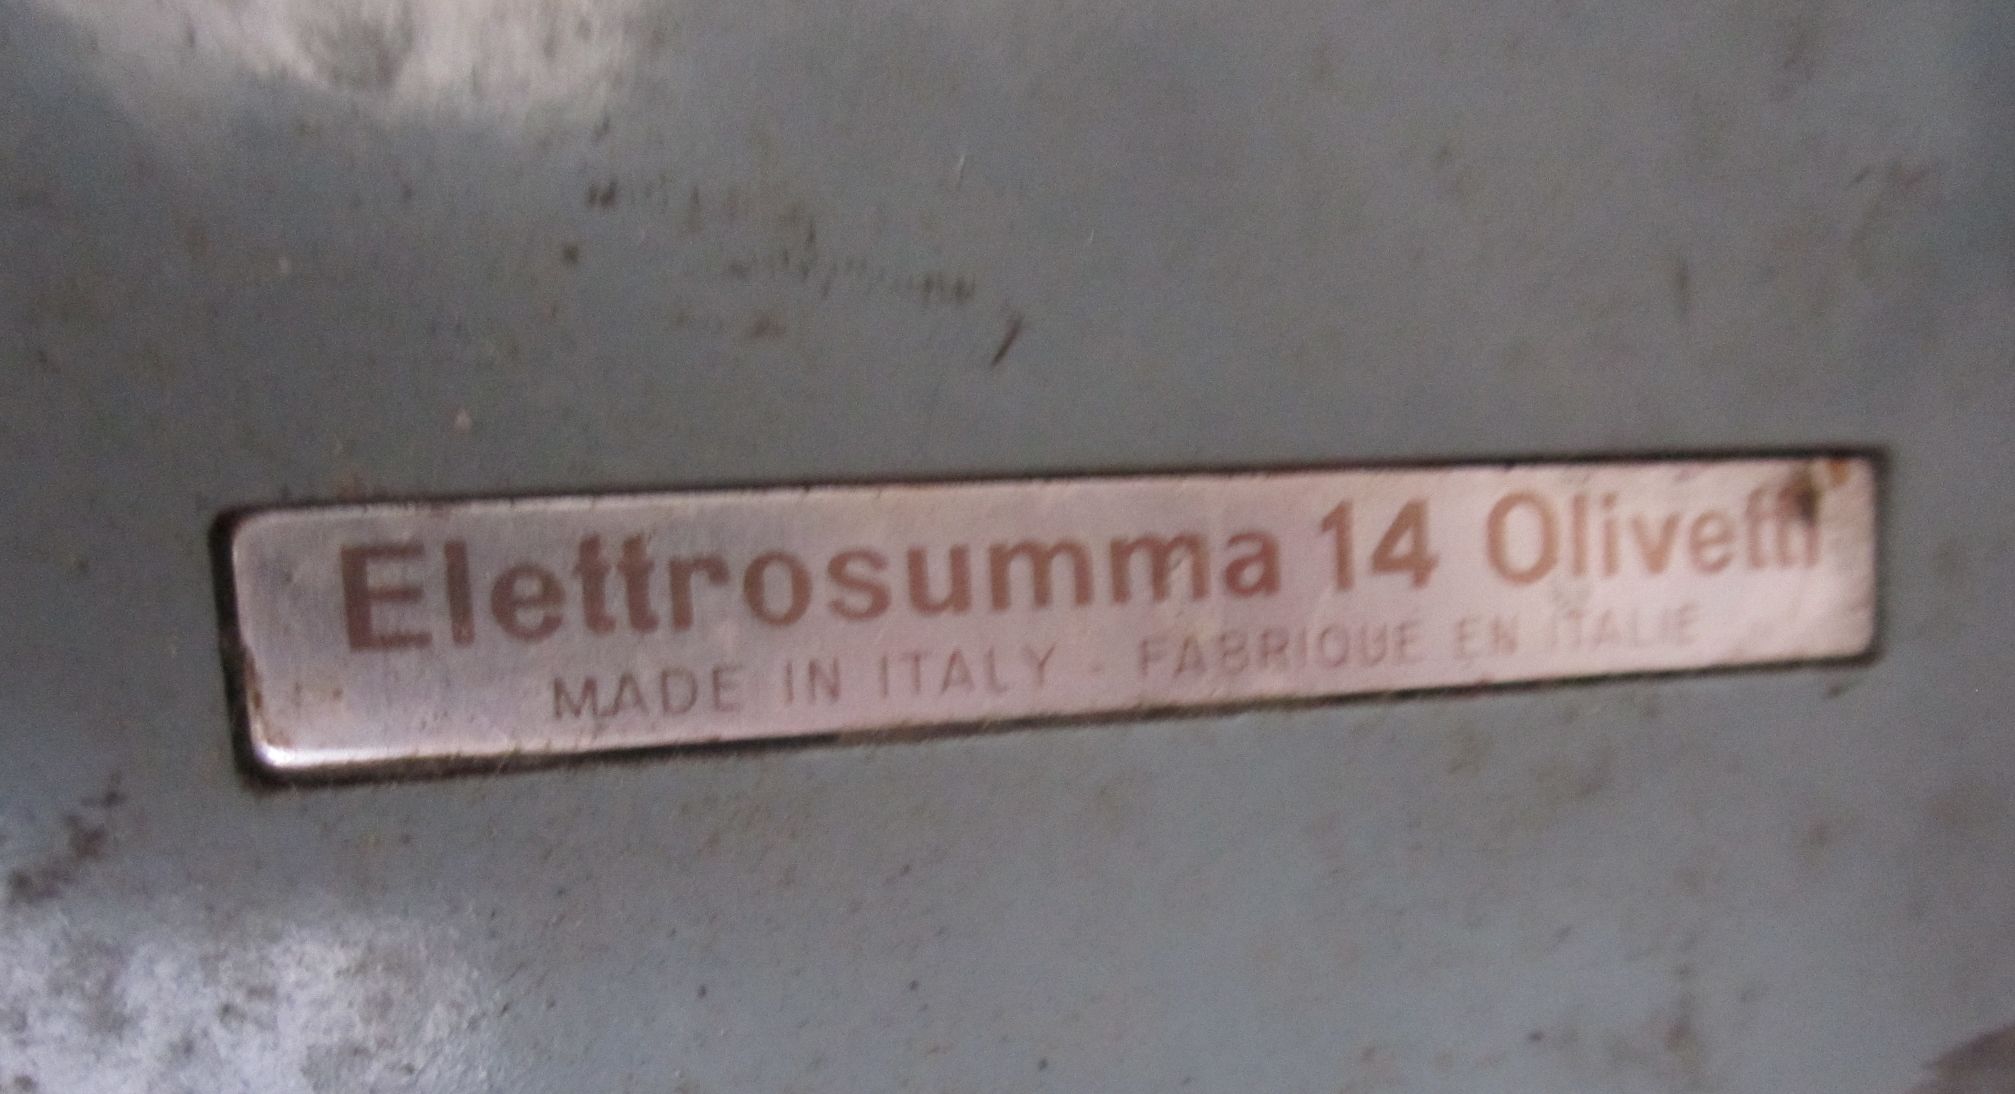 Elettrosumma 14 Olivetti
MADE IN ITALY - FABRIQUE EN ITALIE